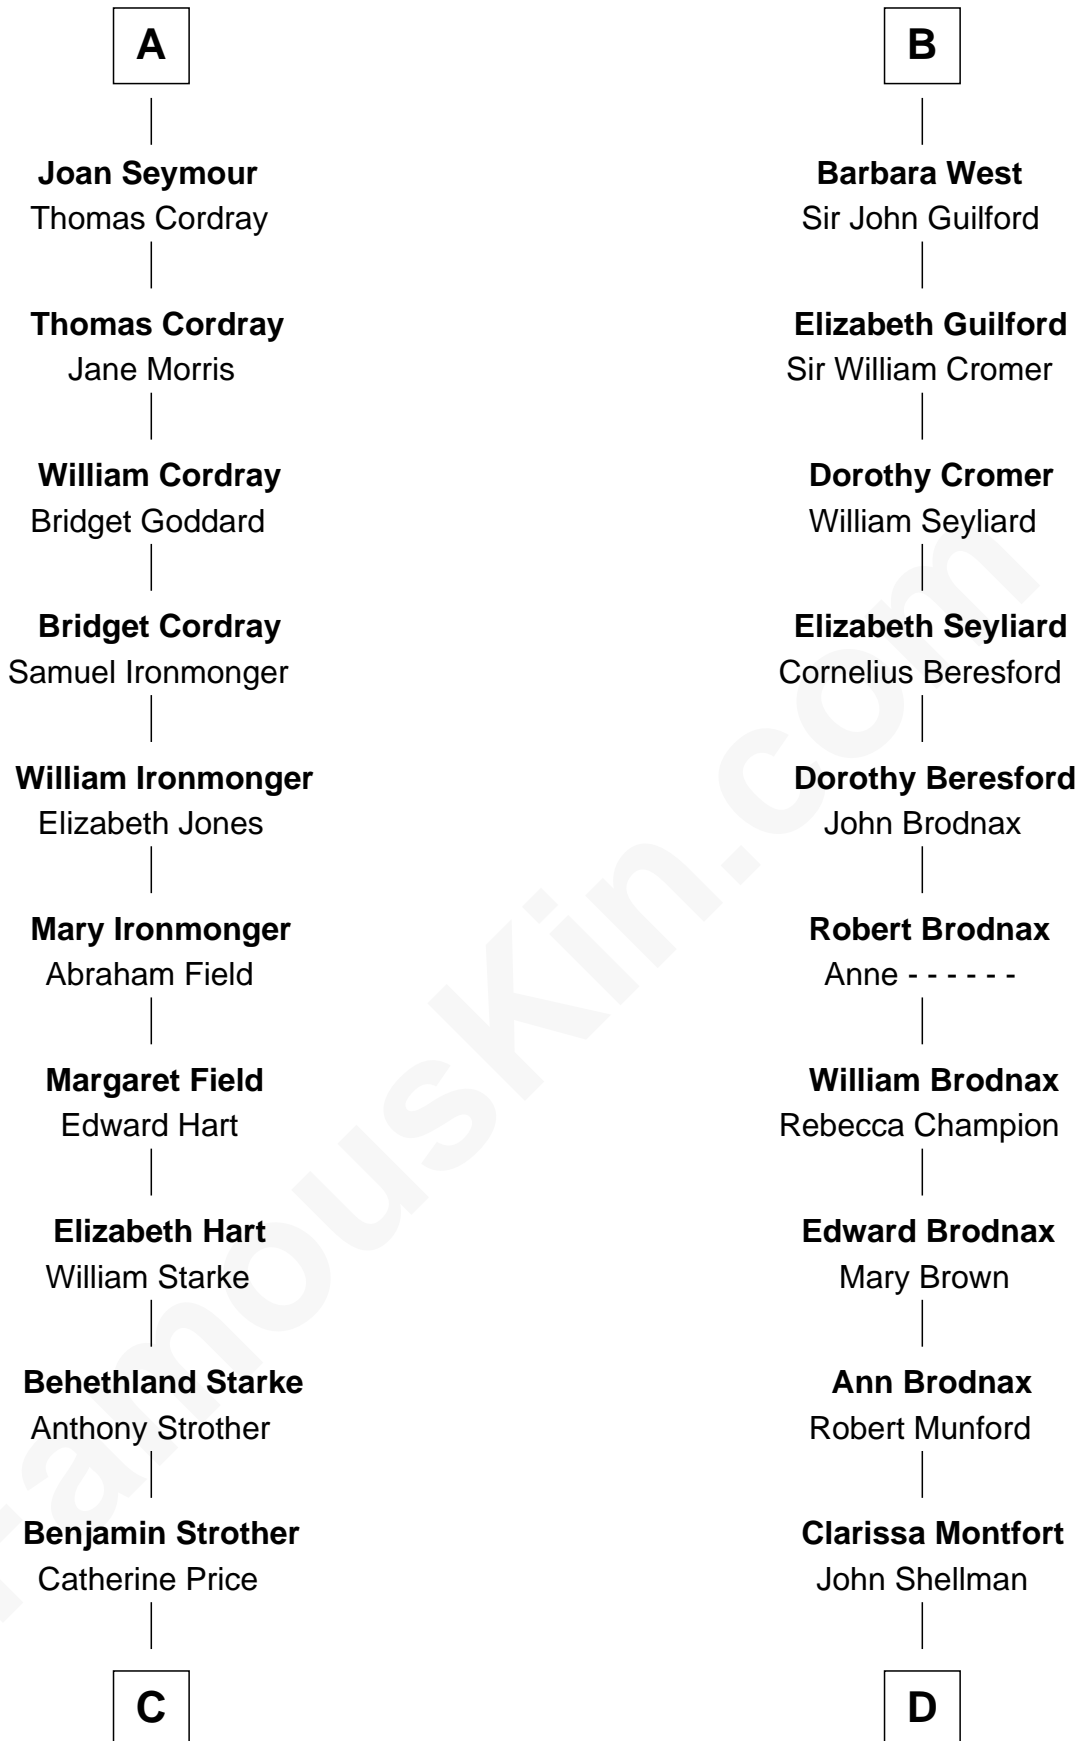 A
Joan Seymour
Thomas Cordray
Thomas Cordray
Jane Morris
William Cordray
Bridget Goddard
Bridget Cordray
Samuel Ironmonger
William Ironmonger
Elizabeth Jones
Mary Ironmonger
Abraham Field
Margaret Field
Edward Hart
Elizabeth Hart
William Starke
Behethland Starke
Anthony Strother
Benjamin Strother
Catherine Price
C
B
Barbara West
Sir John Guilford
Elizabeth Guilford
Sir William Cromer
Dorothy Cromer
William Seyliard
Elizabeth Seyliard
Cornelius Beresford
Dorothy Beresford
John Brodnax
Robert Brodnax
Anne - - - - - -
William Brodnax
Rebecca Champion
Edward Brodnax
Mary Brown
Ann Brodnax
Robert Munford
Clarissa Montfort
John Shellman
D
FamousKin.com